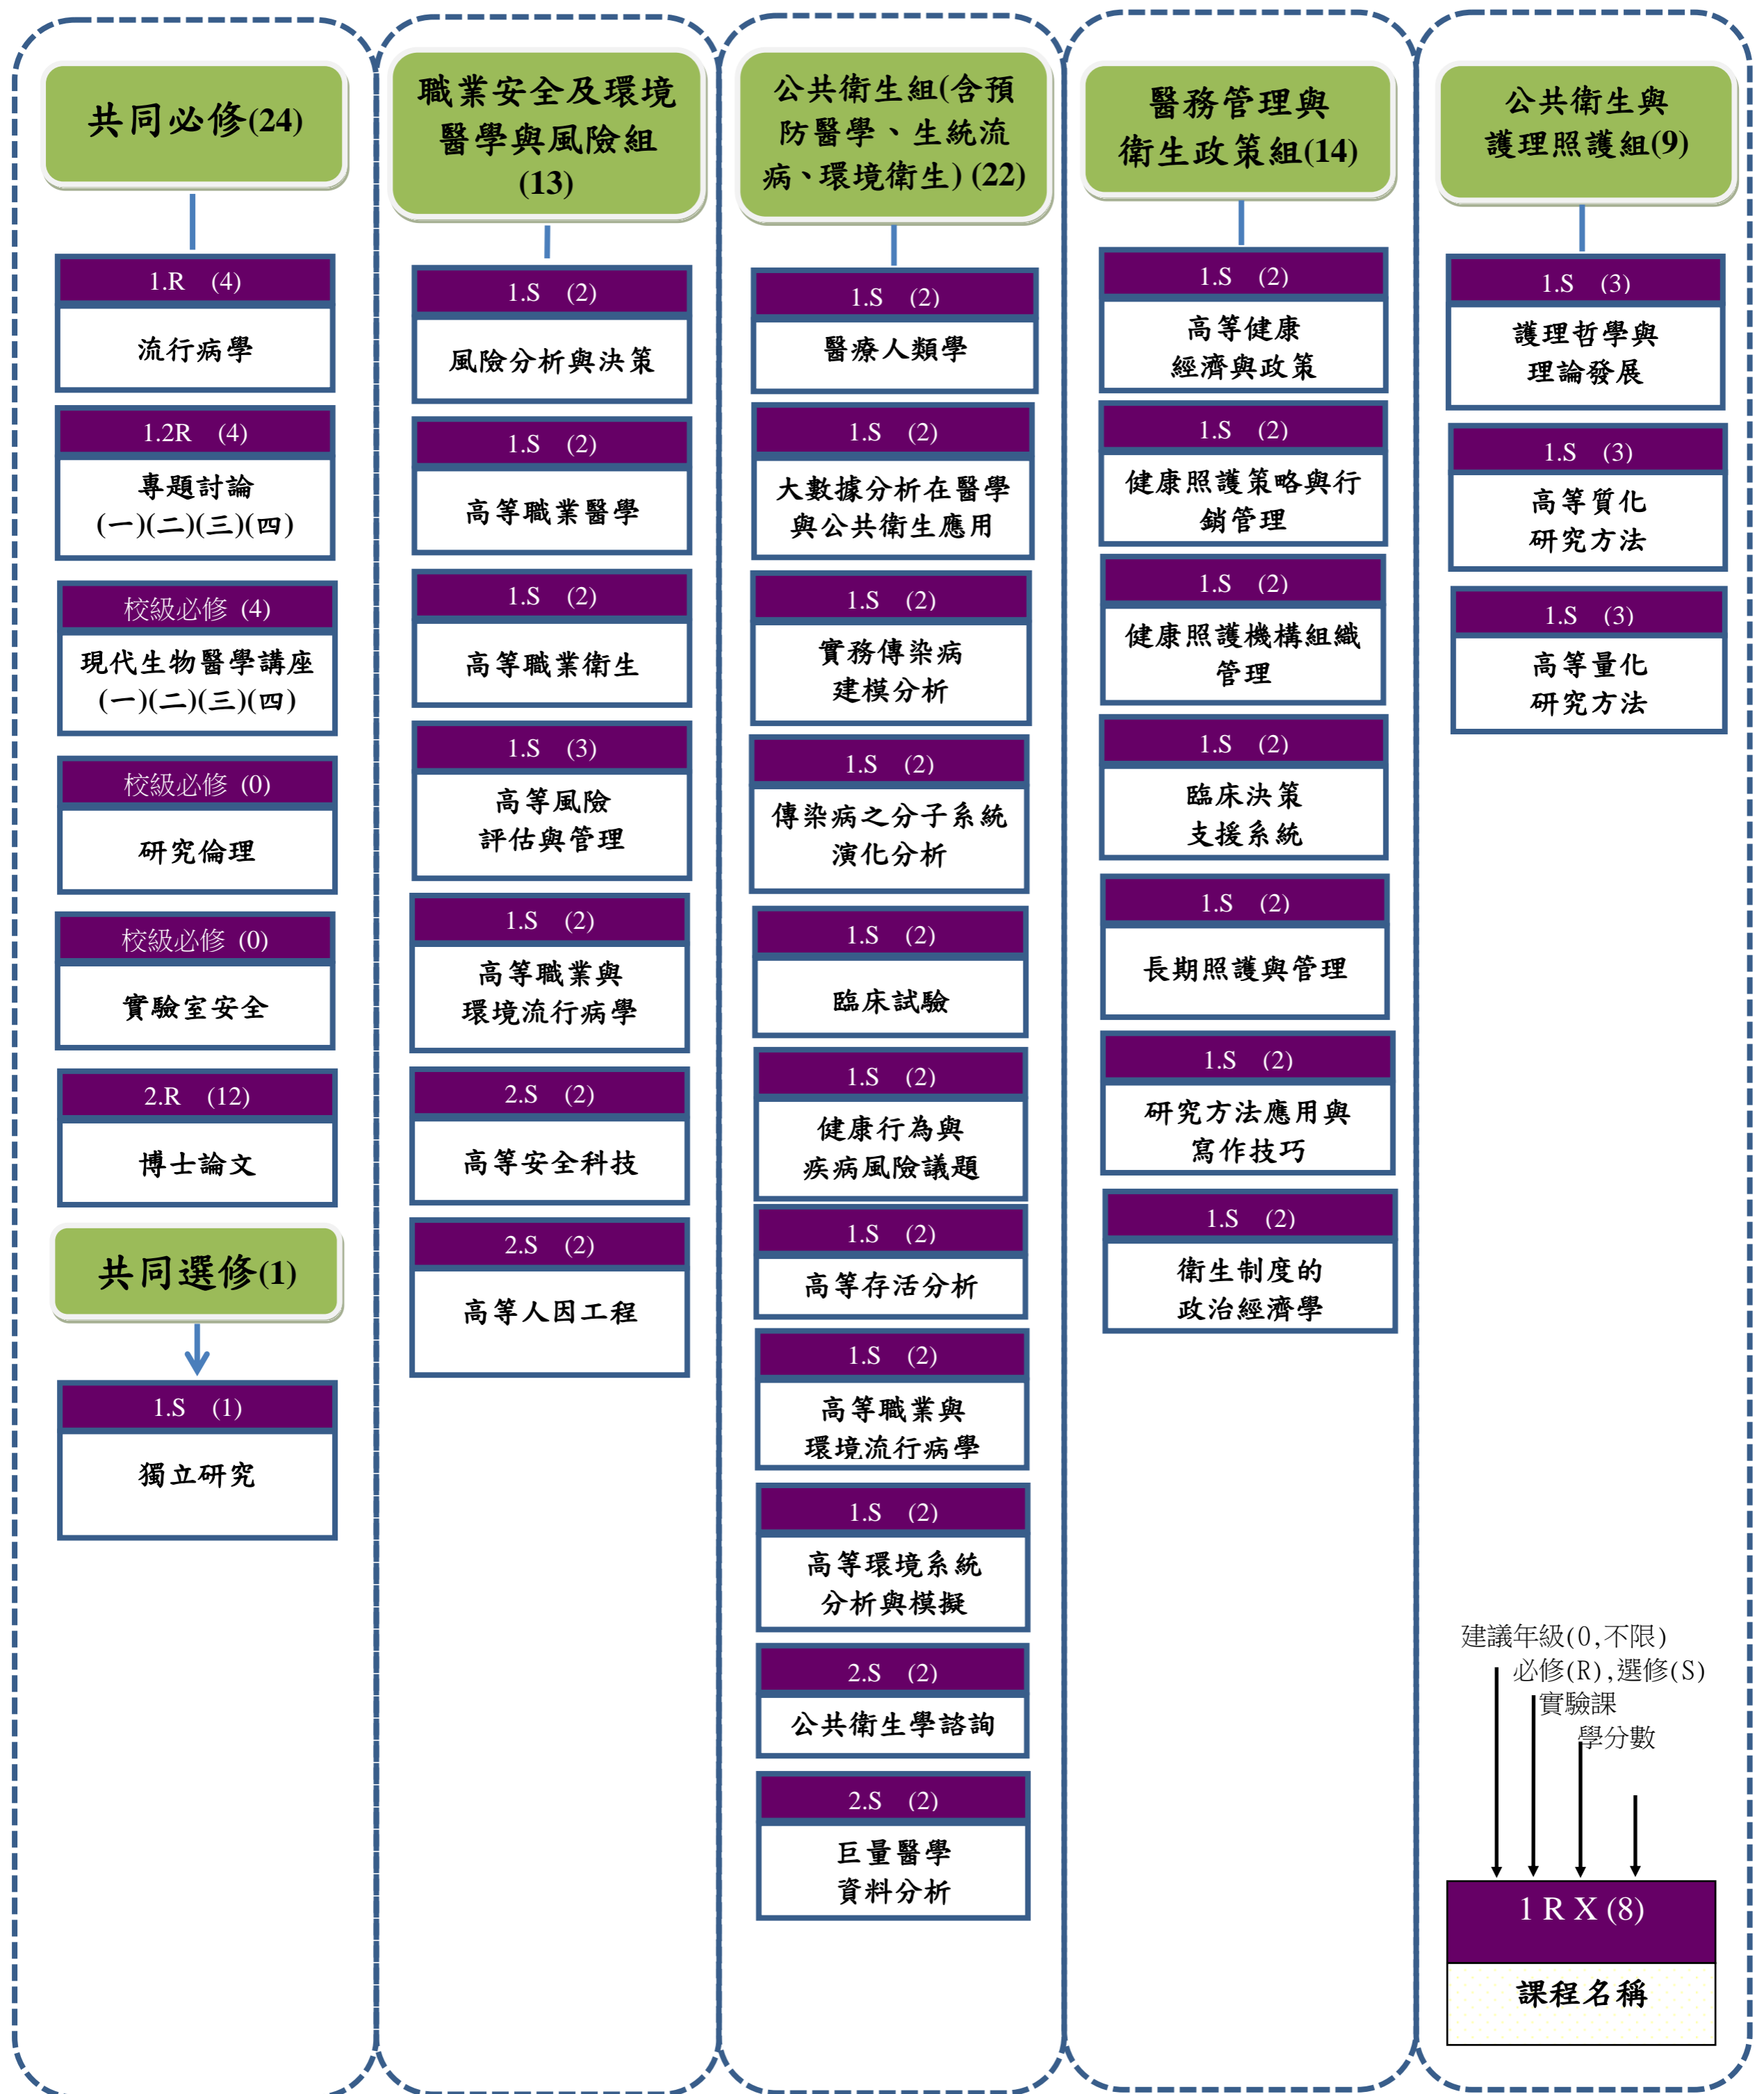 共同必修(24)
1.R (4)
流行病學
1.2R (4)
專題討論
(一)(二)(三)(四)
校級必修 (4)
現代生物醫學講座
(一)(二)(三)(四)
校級必修 (0)
研究倫理
校級必修 (0)
實驗室安全
2.R (12)
博士論文
共同選修(1)
1.S (1)
獨立研究
職業安全及環境
醫學與風險組
(13)
1.S (2)
風險分析與決策
1.S (2)
高等職業醫學
1.S (2)
高等職業衛生
1.S (3)
高等風險
評估與管理
1.S (2)
高等職業與
環境流行病學
2.S (2)
高等安全科技
2.S (2)
高等人因工程
公共衛生組(含預
防醫學、生統流
病、環境衛生) (22)
1.S (2)
醫療人類學
1.S (2)
大數據分析在醫學
與公共衛生應用
1.S (2)
實務傳染病
建模分析
1.S (2)
傳染病之分子系統
演化分析
1.S (2)
臨床試驗
1.S (2)
健康行為與
疾病風險議題
1.S (2)
高等存活分析
1.S (2)
高等職業與
環境流行病學
1.S (2)
高等環境系統
分析與模擬
2.S (2)
公共衛生學諮詢
2.S (2)
巨量醫學
資料分析
醫務管理與
衛生政策組(14)
1.S (2)
高等健康
經濟與政策
1.S (2)
健康照護策略與行
銷管理
1.S (2)
健康照護機構組織
管理
1.S (2)
臨床決策
支援系統
1.S (2)
長期照護與管理
1.S (2)
研究方法應用與
寫作技巧
1.S (2)
衛生制度的
政治經濟學
公共衛生與
護理照護組(9)
1.S (3)
護理哲學與
理論發展
1.S (3)
高等質化
研究方法
1.S (3)
高等量化
研究方法
建議年級(0,不限)
必修(R),選修(S)
實驗課
學分數
1 R X (8)
課程名稱